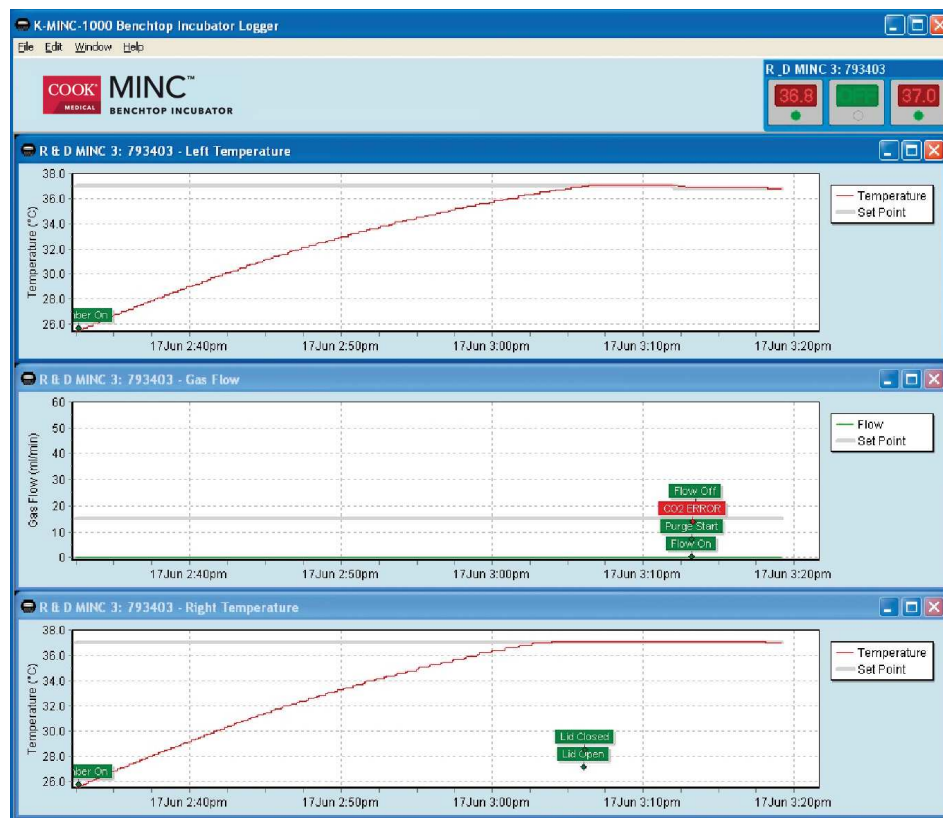 K-MINC-1000 Benchtop Incubator Logger
File Edit Window Help
COOK®
MEDICAL
MINC™
BENCHTOP INCUBATOR
R _D MINC 3: 793403
36.8 OFF 37.0
R & D MINC 3: 793403 - Left Temperature
Temperature (°C)
38.0
36.0
34.0
32.0
30.0
28.0
26.0
ber On
17Jun 2:40pm 17Jun 2:50pm 17Jun 3:00pm 17Jun 3:10pm 17Jun 3:20pm
Temperature
Set Point
R & D MINC 3: 793403 - Gas Flow
Gas Flow (ml/min)
60
50
40
30
20
10
0
Flow Off
CO2 ERROR
Purge Start
Flow On
17Jun 2:40pm 17Jun 2:50pm 17Jun 3:00pm 17Jun 3:10pm 17Jun 3:20pm
Flow
Set Point
R & D MINC 3: 793403 - Right Temperature
Temperature (°C)
38.0
36.0
34.0
32.0
30.0
28.0
26.0
ber On
Lid Closed
Lid Open
17Jun 2:40pm 17Jun 2:50pm 17Jun 3:00pm 17Jun 3:10pm 17Jun 3:20pm
Temperature
Set Point